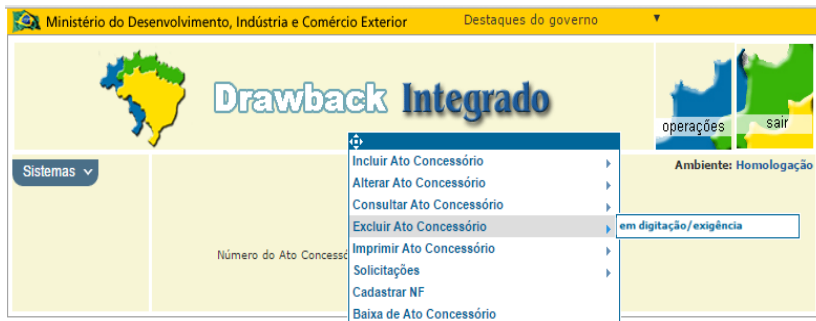 Ministério do Desenvolvimento, Indústria e Comércio Exterior
Destaques do governo
Drawback Integrado
operações
sair
Sistemas
Ambiente: Homologação
Incluir Ato Concessório
Alterar Ato Concessório
Consultar Ato Concessório
Excluir Ato Concessório
em digitação/exigência
Número do Ato Concessó
Imprimir Ato Concessório
Solicitações
Cadastrar NF
Baixa de Ato Concessório